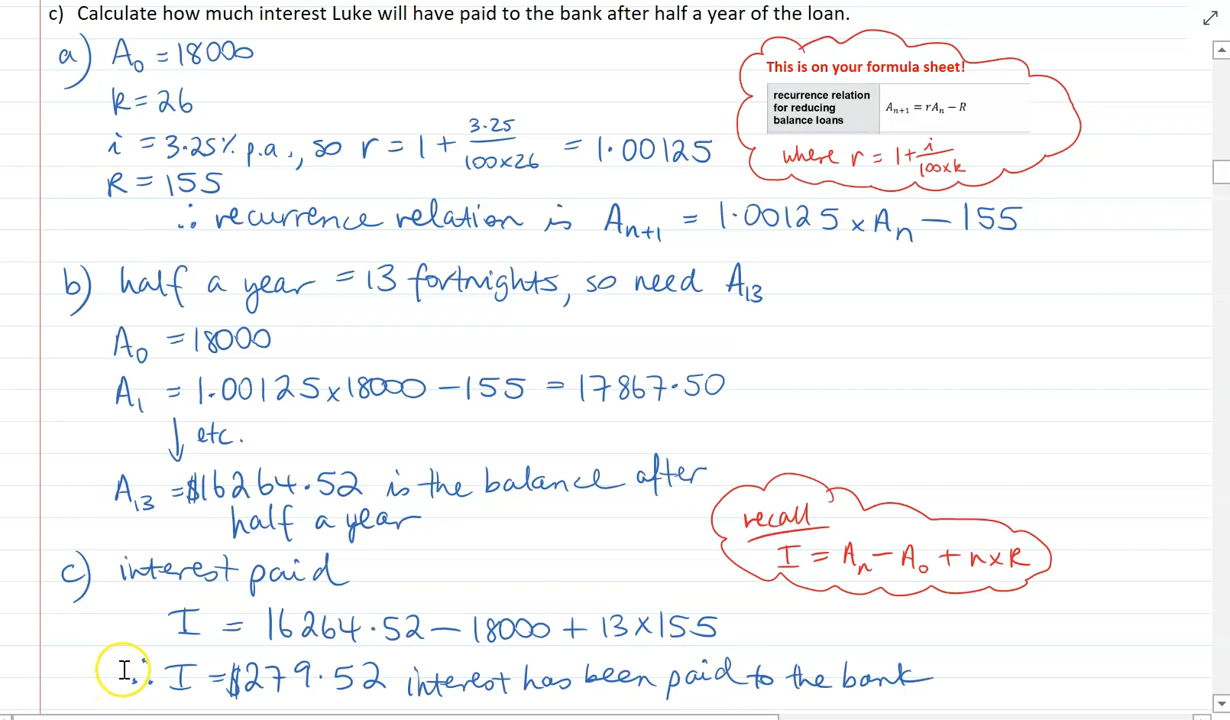 c) Calculate how much interest Luke will have paid to the bank after half a year of the loan.
a) A₀ = 18000
k = 26
i = 3.25% p.a., so r = 1 + 3.25/100×26 = 1.00125
R = 155
∴ recurrence relation is Aₙ₊₁ = 1.00125 × Aₙ − 155
This is on your formula sheet!
recurrence relation
for reducing
balance loans
Aₙ₊₁ = rAₙ − R
where r = 1 + i/100×k
b) half a year = 13 fortnights, so need A₁₃
A₀ = 18000
A₁ = 1.00125×18000 − 155 = 17867.50
↓ etc.
A₁₃ = $16264.52 is the balance after
half a year
c) interest paid
recall
I = Aₙ − A₀ + n×R
I = 16264.52 − 18000 + 13×155
∴ I = $279.52 interest has been paid to the bank